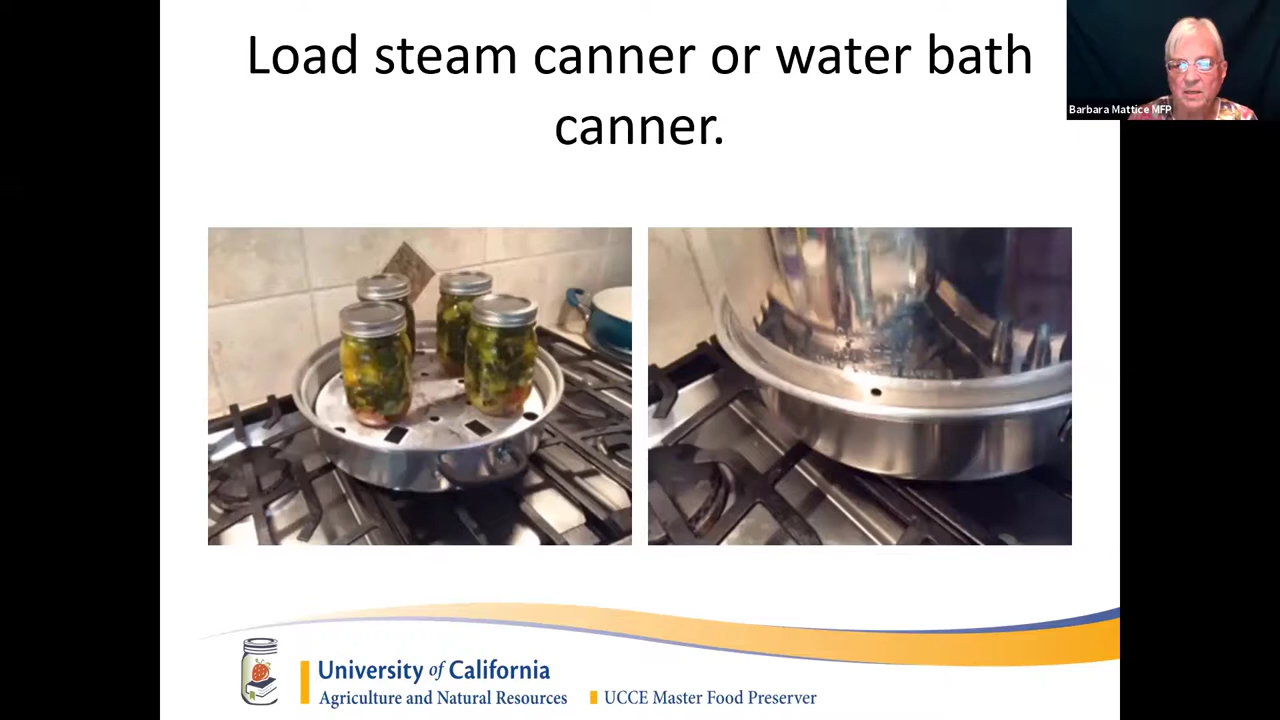 Load steam canner or water bath
canner.
Barbara Mattice MFP
University of California
Agriculture and Natural Resources
UCCE Master Food Preserver